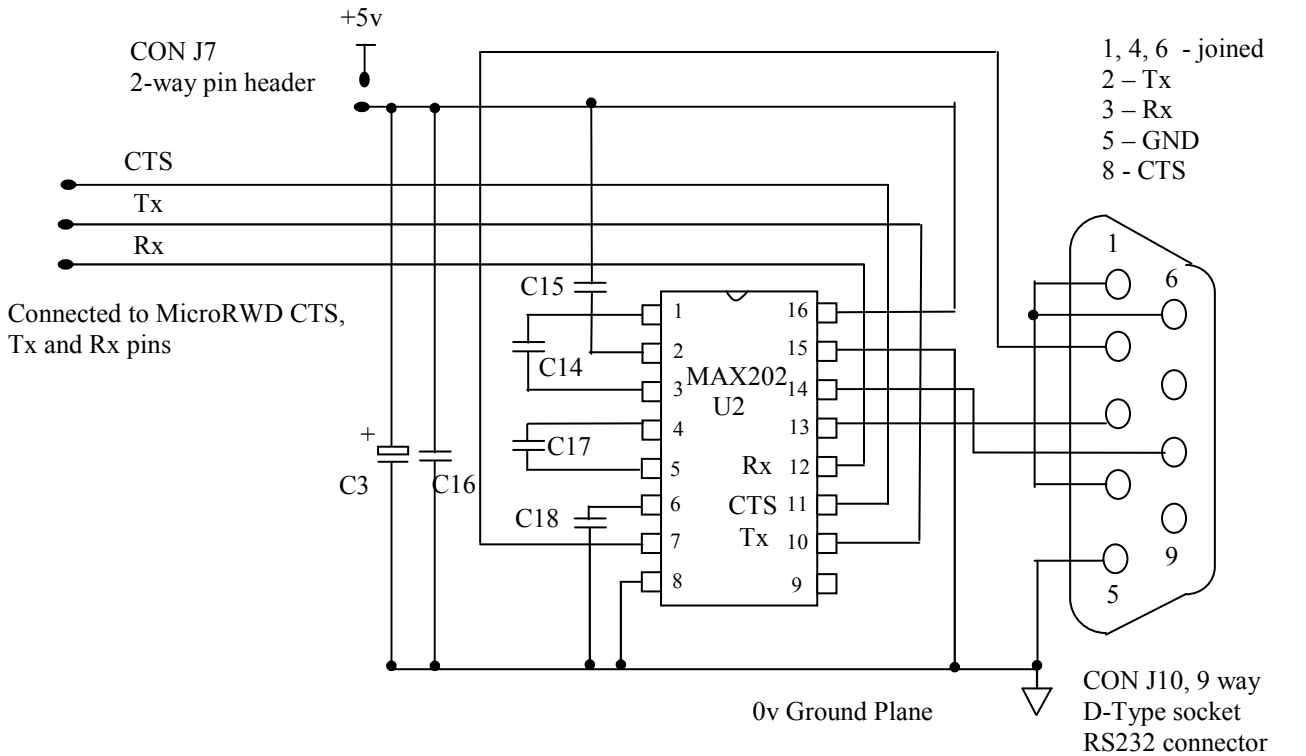 +5v
CON J7
2-way pin header
1, 4, 6 - joined
2 – Tx
3 – Rx
5 – GND
8 - CTS
CTS
Tx
Rx
Connected to MicroRWD CTS,
Tx and Rx pins
C15
C14
C17
C18
+
C3
C16
1
2
3
4
5
6
7
8
MAX202
U2
16
15
14
13
Rx 12
CTS 11
Tx 10
9
1
6
9
5
0v Ground Plane
CON J10, 9 way
D-Type socket
RS232 connector